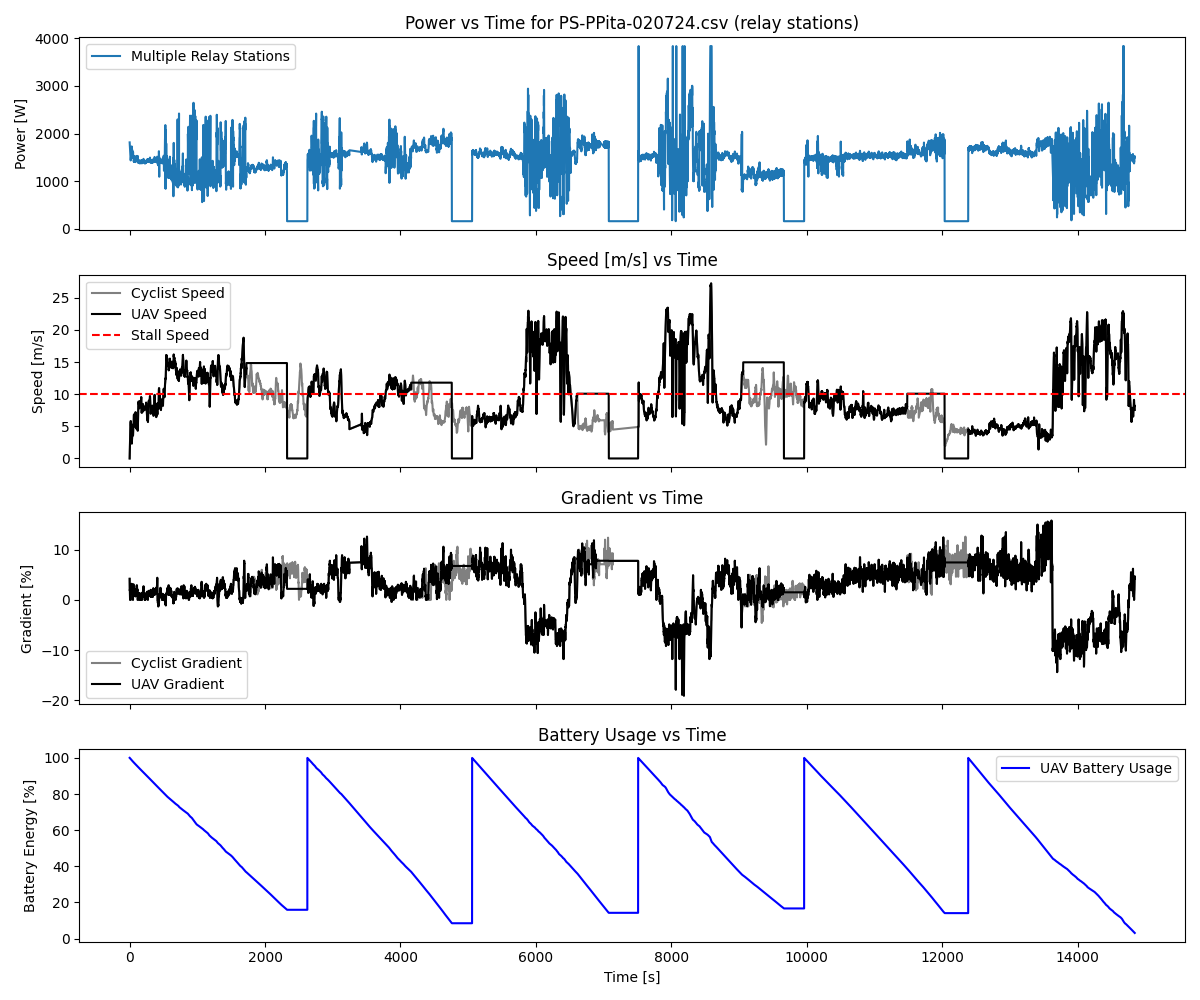 Power vs Time for PS-PPita-020724.csv (relay stations)
4000
3000
2000
1000
0
Power [W]
Multiple Relay Stations
Speed [m/s] vs Time
25
20
15
10
5
0
Speed [m/s]
Cyclist Speed
UAV Speed
Stall Speed
Gradient vs Time
10
0
−10
−20
Gradient [%]
Cyclist Gradient
UAV Gradient
Battery Usage vs Time
100
80
60
40
20
0
Battery Energy [%]
UAV Battery Usage
0 2000 4000 6000 8000 10000 12000 14000
Time [s]